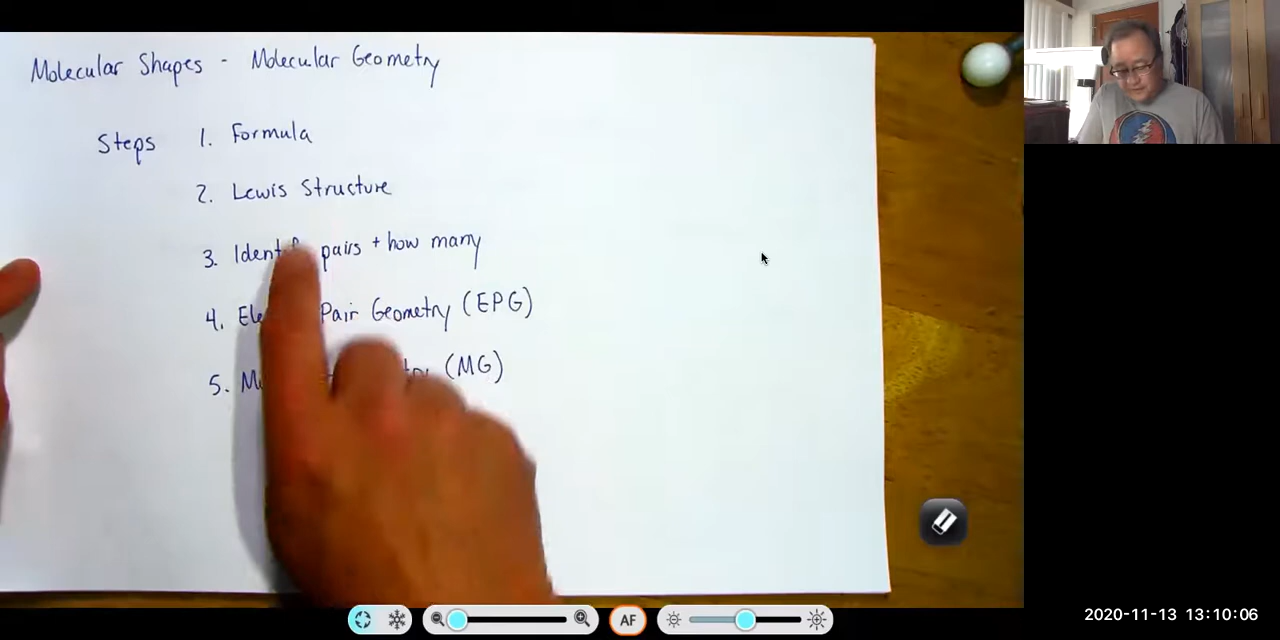 Molecular Shapes - Molecular Geometry
Steps 1. Formula
2. Lewis Structure
3. pairs + how many
4. Pair Geometry (EPG)
5. (MG)
AF
2020-11-13 13:10:06